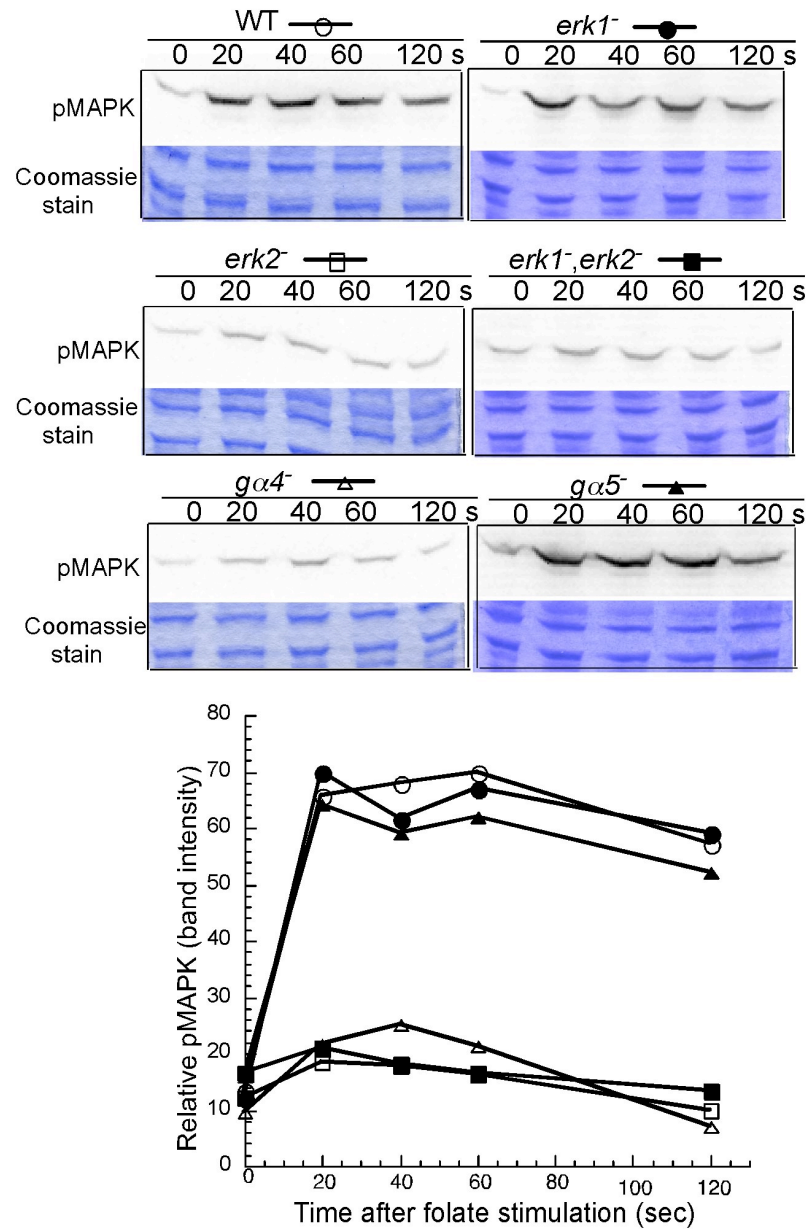 WT erk1-
0 20 40 60 120 s 0 20 40 60 120 s
pMAPK
Coomassie
stain
erk2- erk1-,erk2-
0 20 40 60 120 s 0 20 40 60 120 s
pMAPK
Coomassie
stain
gα4- gα5-
0 20 40 60 120 s 0 20 40 60 120 s
pMAPK
Coomassie
stain
Relative pMAPK (band intensity)
80
70
60
50
40
30
20
10
0
0 20 40 60 80 100 120
Time after folate stimulation (sec)